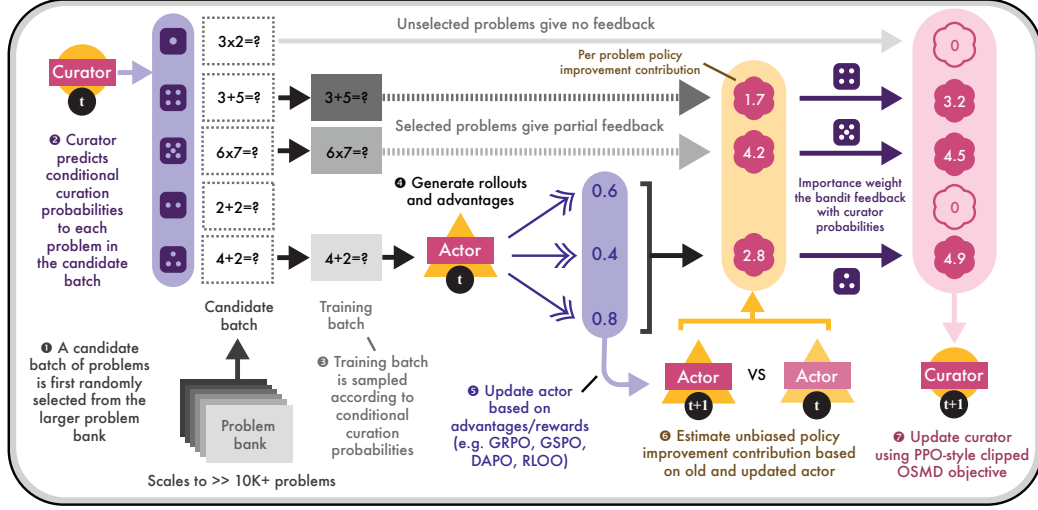 Unselected problems give no feedback
Curator
t
❷ Curator
predicts
conditional
curation
probabilities
to each
problem in
the candidate
batch
3x2=?
3+5=?
6x7=?
2+2=?
4+2=?
3+5=?
6x7=?
4+2=?
Selected problems give partial feedback
Per problem policy
improvement contribution
1.7
4.2
2.8
0
3.2
4.5
0
4.9
Importance weight
the bandit feedback
with curator
probabilities
❹ Generate rollouts
and advantages
Actor
t
0.6
0.4
0.8
Candidate
batch
Training
batch
❶ A candidate
batch of problems
is first randomly
selected from the
larger problem
bank
Problem
bank
Scales to >> 10K+ problems
❸ Training batch
is sampled
according to
conditional
curation
probabilities
❺ Update actor
based on
advantages/rewards
(e.g. GRPO, GSPO,
DAPO, RLOO)
Actor
t+1
VS
Actor
t
❻ Estimate unbiased policy
improvement contribution based
on old and updated actor
Curator
t+1
❼ Update curator
using PPO-style clipped
OSMD objective